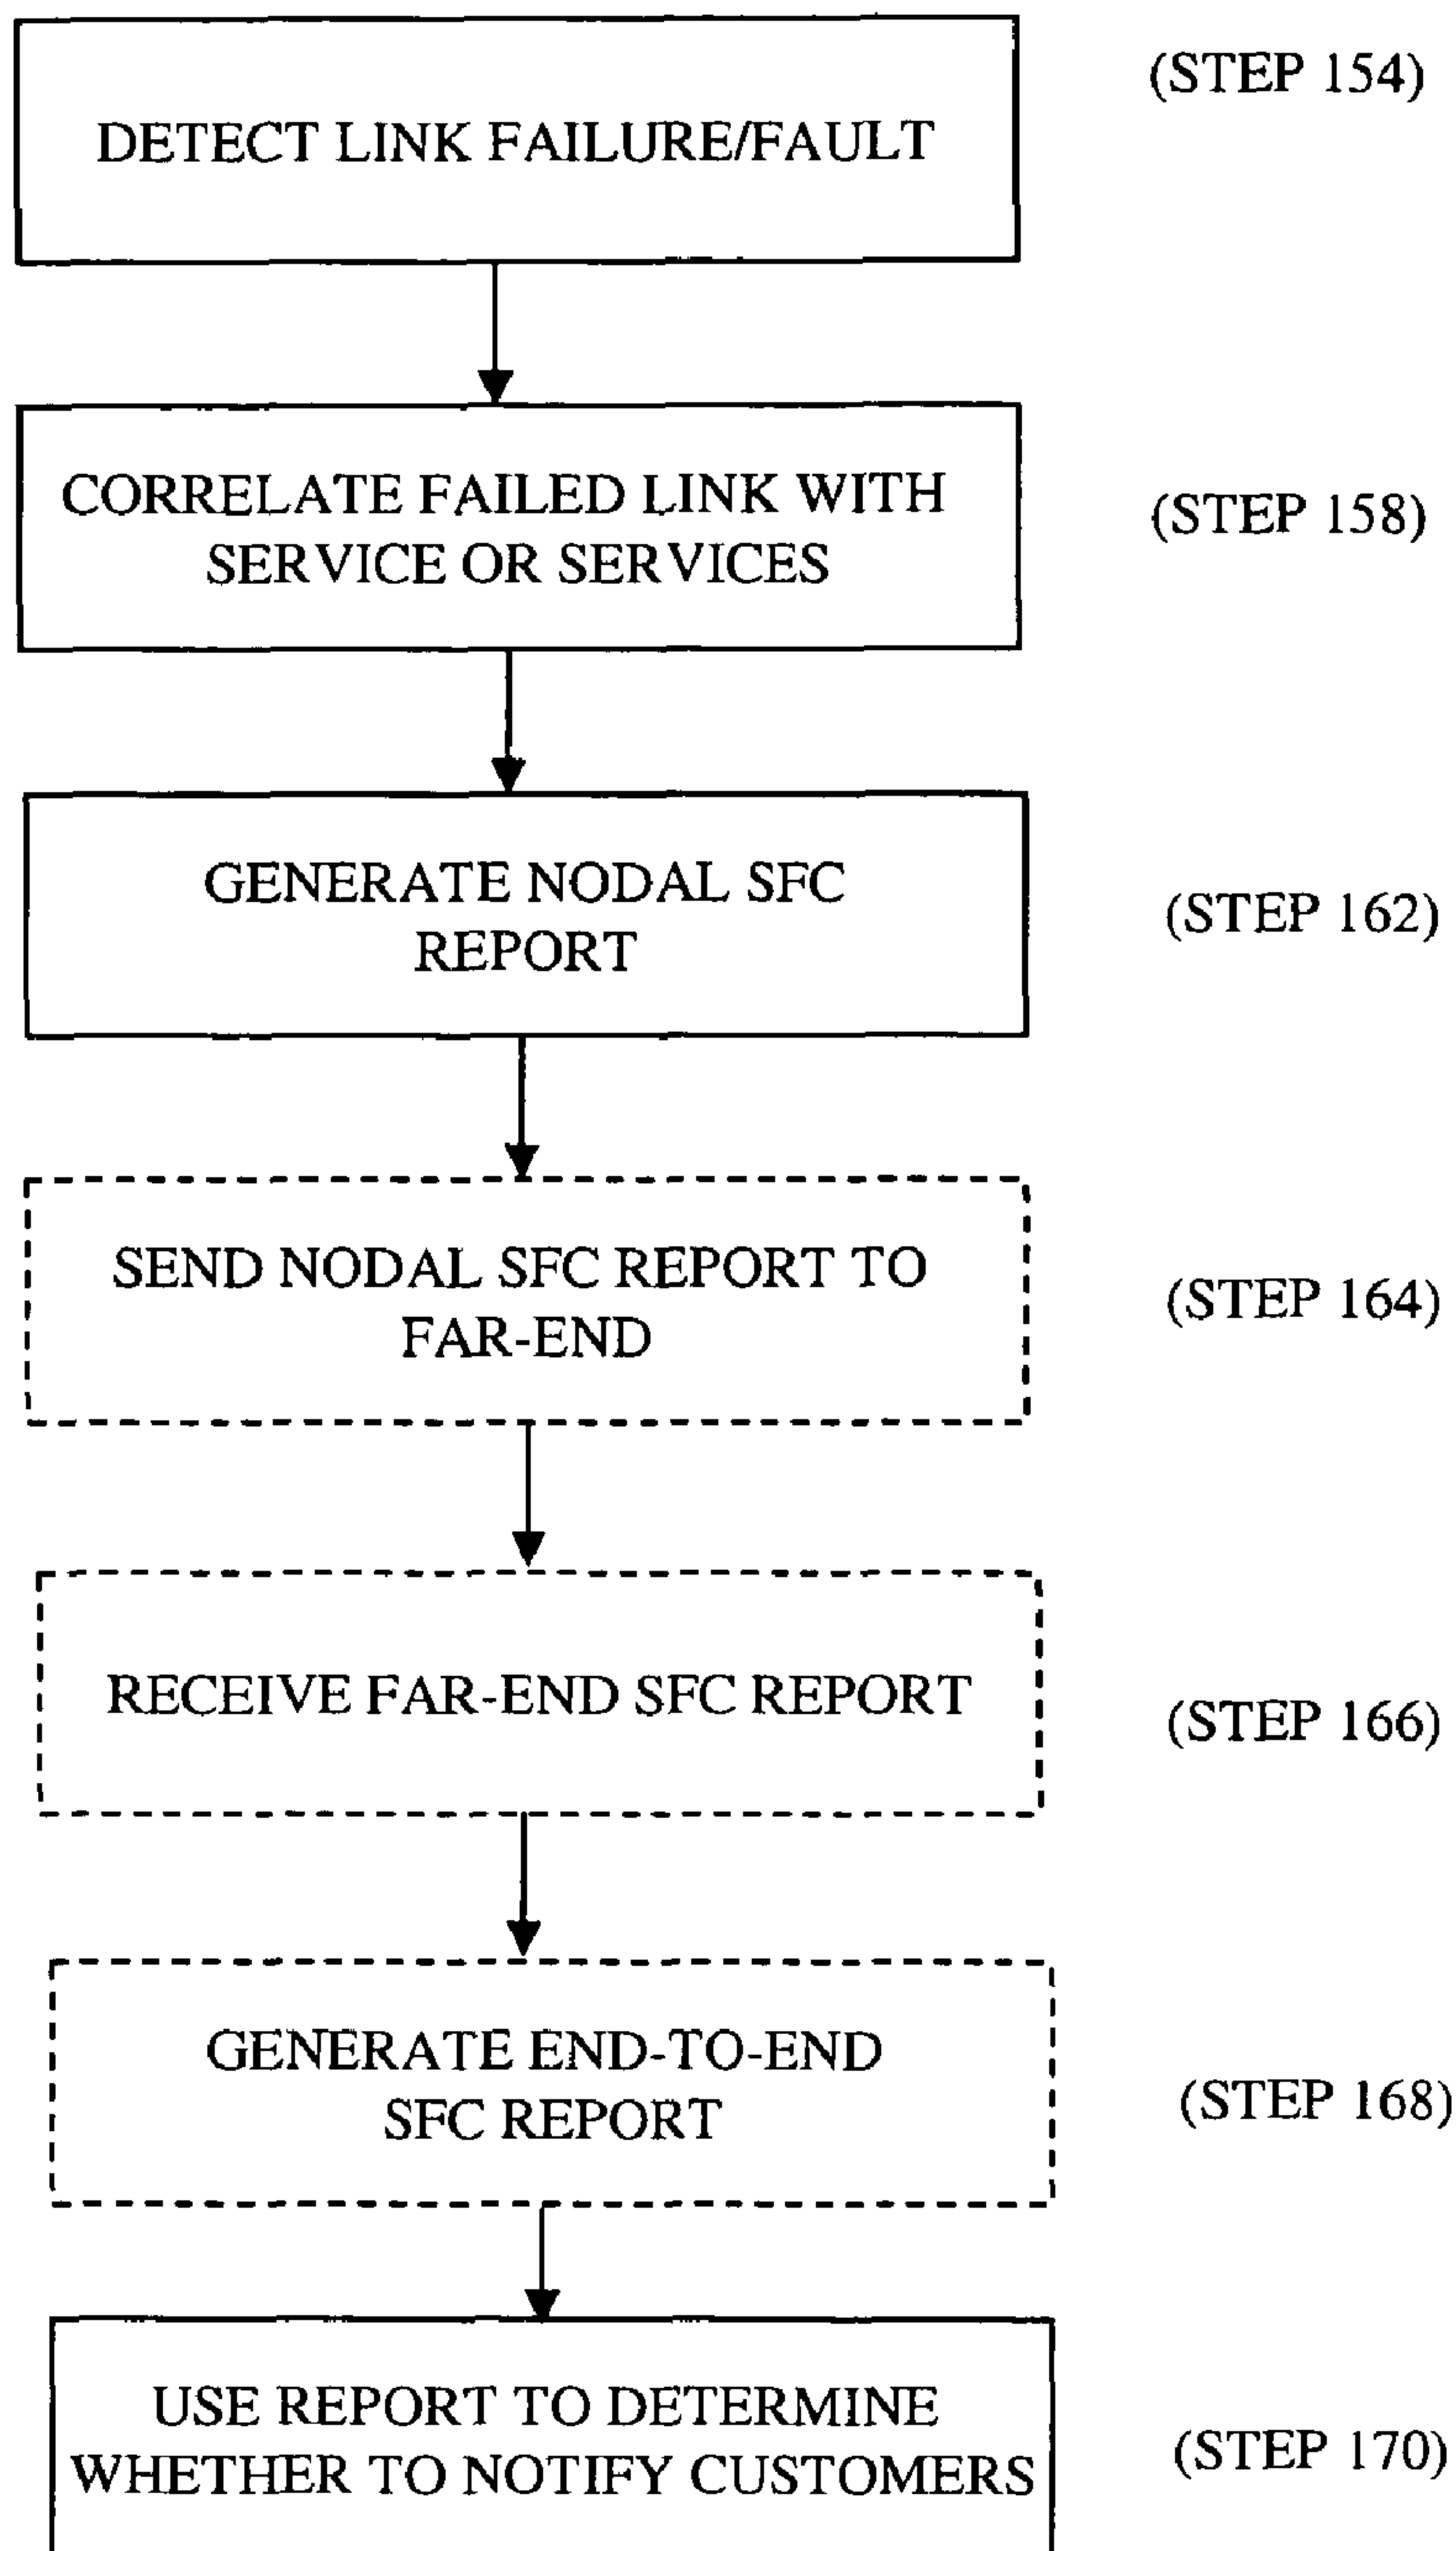 DETECT LINK FAILURE/FAULT
(STEP 154)
CORRELATE FAILED LINK WITH
SERVICE OR SERVICES
(STEP 158)
GENERATE NODAL SFC
REPORT
(STEP 162)
SEND NODAL SFC REPORT TO
FAR-END
(STEP 164)
RECEIVE FAR-END SFC REPORT
(STEP 166)
GENERATE END-TO-END
SFC REPORT
(STEP 168)
USE REPORT TO DETERMINE
WHETHER TO NOTIFY CUSTOMERS
(STEP 170)